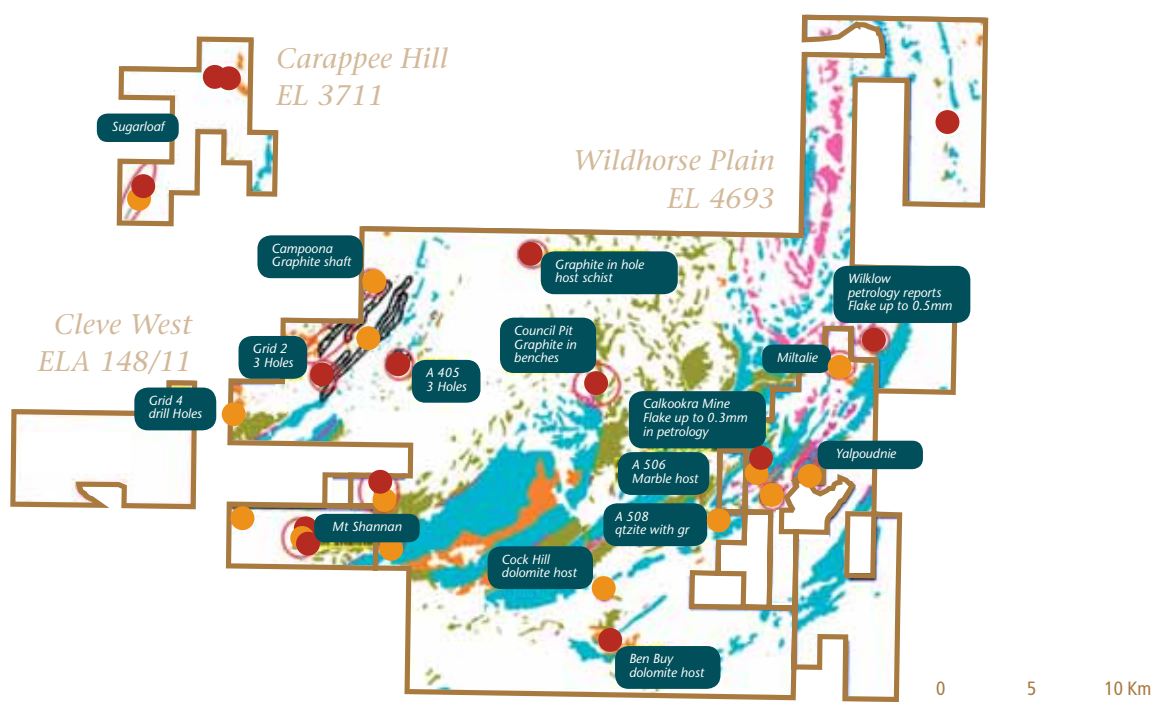 Carappee Hill
EL 3711
Sugarloaf
Wildhorse Plain
EL 4693
Campoona
Graphite shaft
Graphite in hole
host schist
Wilklow
petrology reports
Flake up to 0.5mm
Cleve West
ELA 148/11
Grid 2
3 Holes
Council Pit
Graphite in
benches
Miltalie
A 405
3 Holes
Grid 4
drill Holes
Calkookra Mine
Flake up to 0.3mm
in petrology
Yalpoudnie
A 506
Marble host
Mt Shannan
A 508
qtzite with gr
Cock Hill
dolomite host
Ben Buy
dolomite host
0 5 10 Km